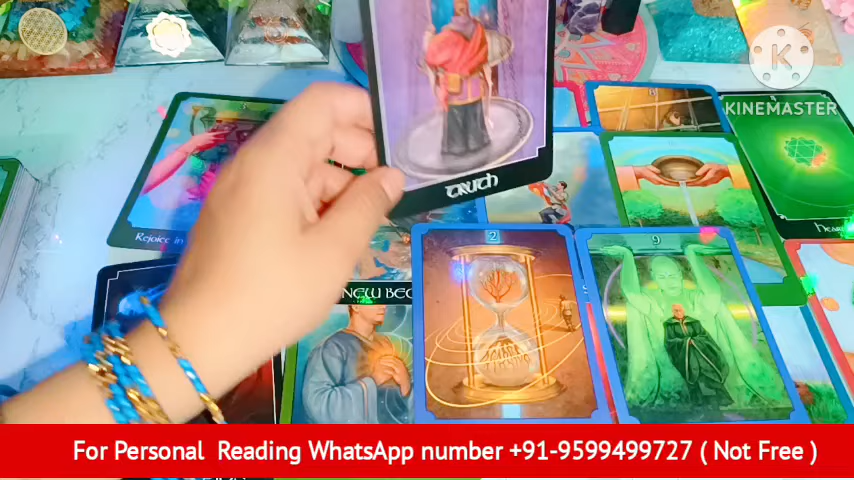 KINEMASTER
Truth
2
9
Rejoice in
NEW BEG
For Personal Reading WhatsApp number +91-9599499727 ( Not Free )